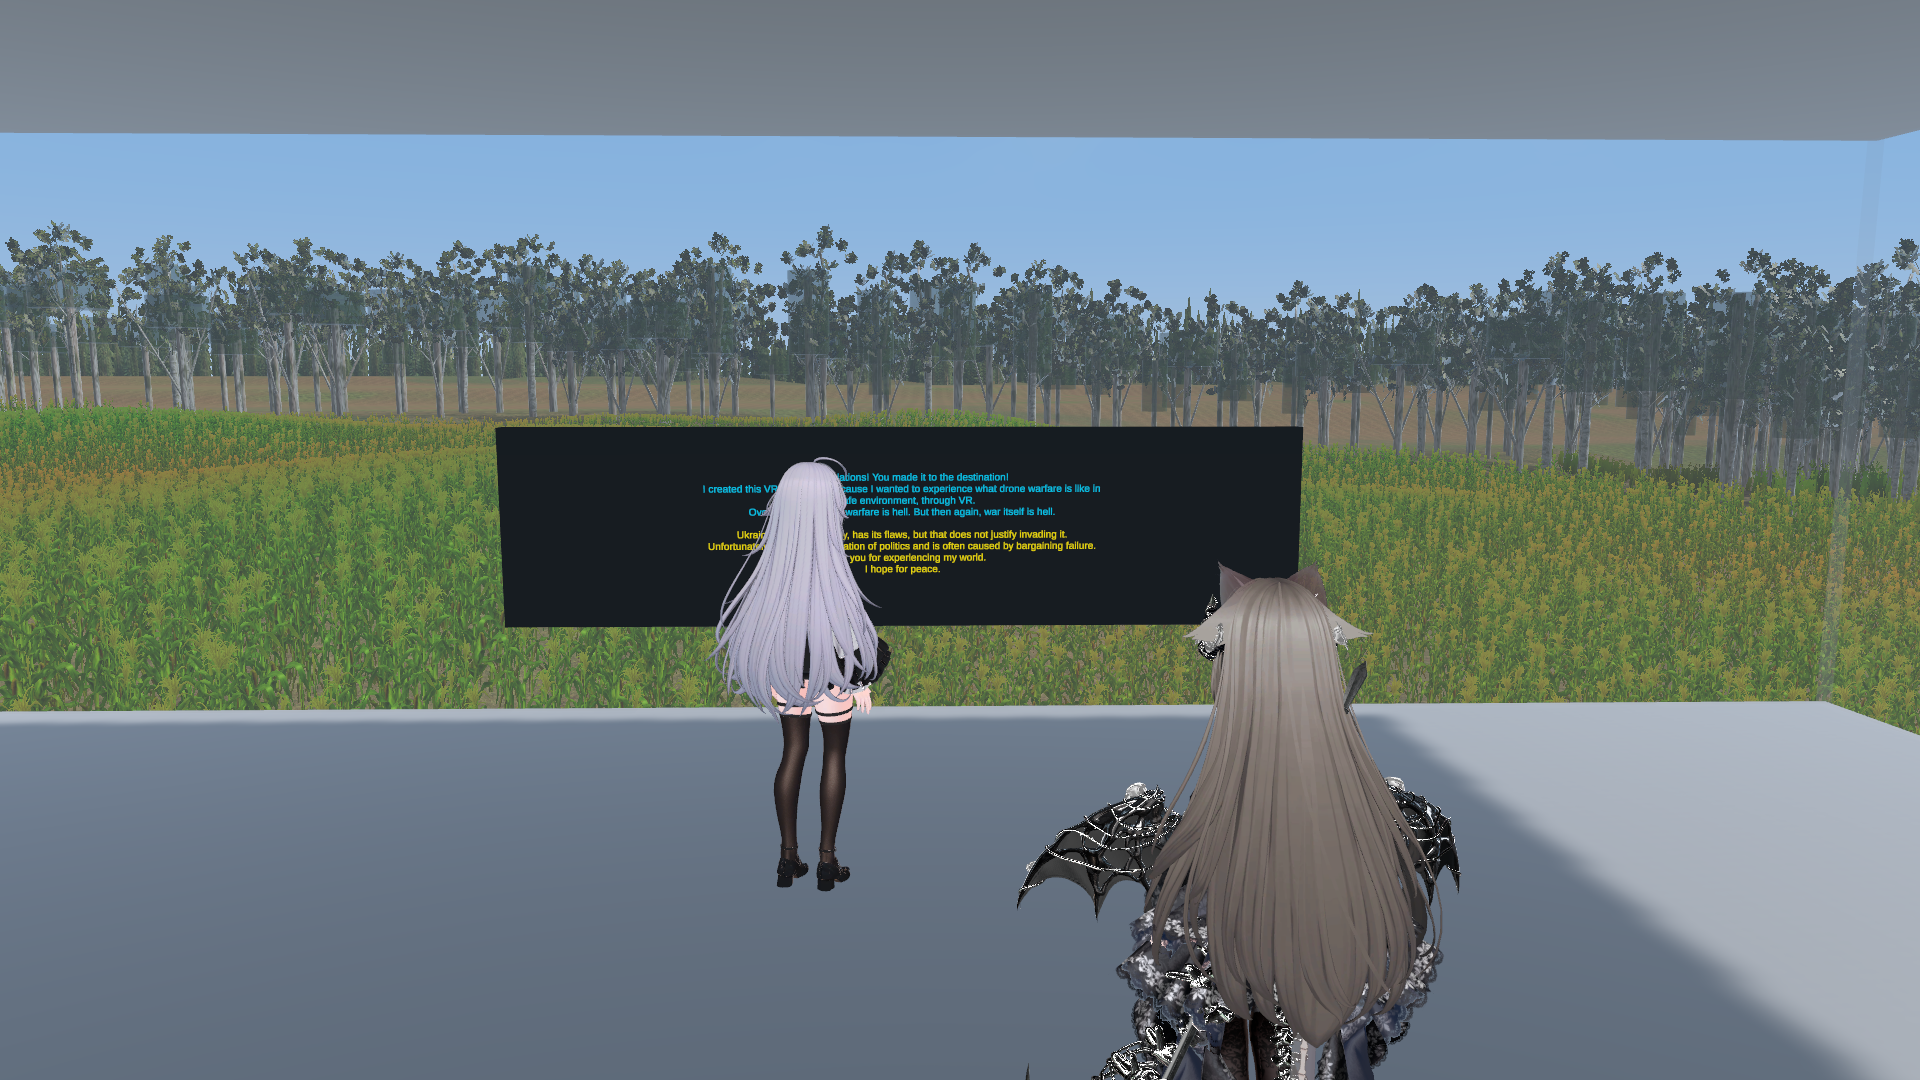 ations! You made it to the destination!
I created this VR cause I wanted to experience what drone warfare is like in
fe environment, through VR.
Ove warfare is hell. But then again, war itself is hell.
Ukrain y, has its flaws, but that does not justify invading it.
Unfortunat ation of politics and is often caused by bargaining failure.
you for experiencing my world.
I hope for peace.